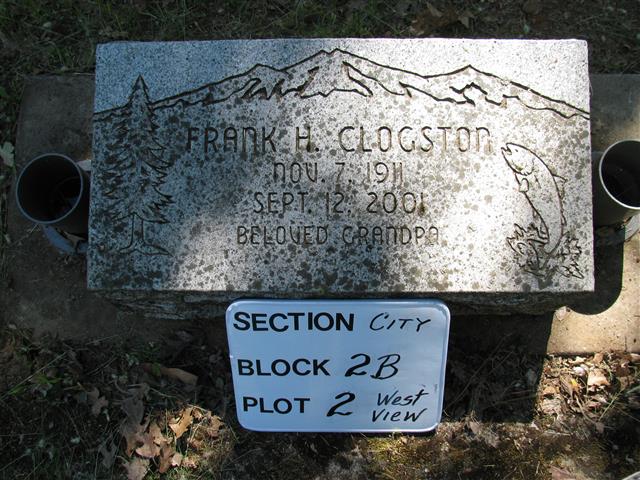 FRANK H. CLOGSTON
NOV. 7, 1911
SEPT. 12, 2001
BELOVED GRANDPA
SECTION CITY
BLOCK 2B
PLOT 2 West View